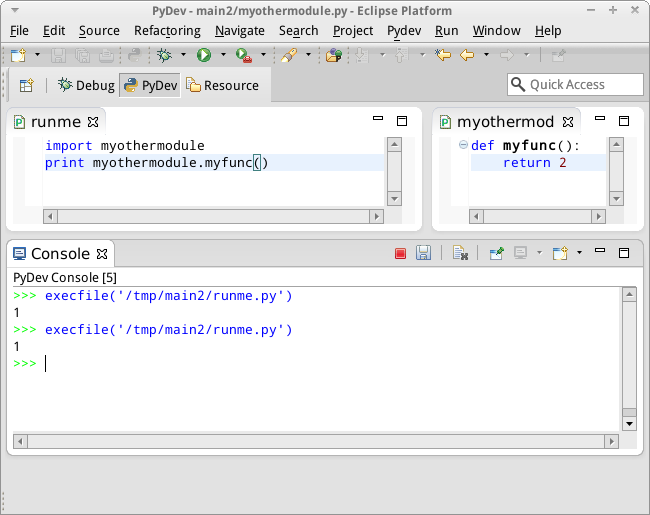 PyDev - main2/myothermodule.py - Eclipse Platform
File Edit Source Refactoring Navigate Search Project Pydev Run Window Help
Debug PyDev Resource Quick Access
runme
import myothermodule
print myothermodule.myfunc()
myothermod
def myfunc():
return 2
Console
PyDev Console [5]
>>> execfile('/tmp/main2/runme.py')
1
>>> execfile('/tmp/main2/runme.py')
1
>>>